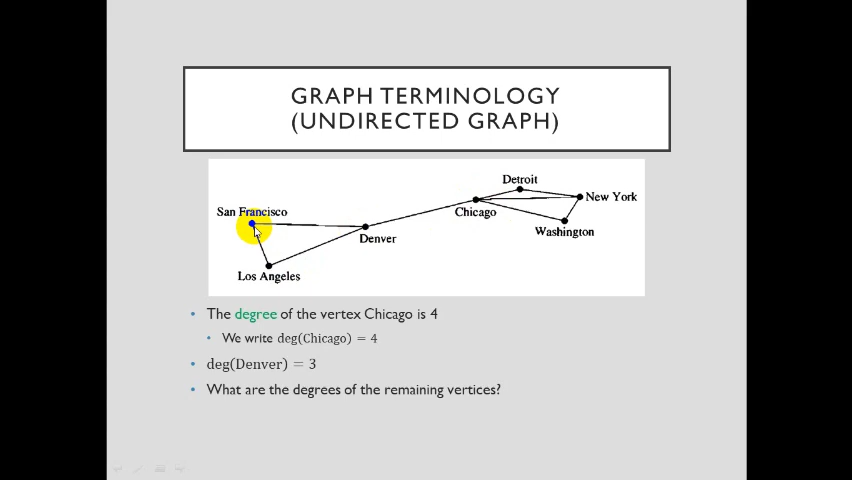 GRAPH TERMINOLOGY
(UNDIRECTED GRAPH)
Detroit
New York
San Francisco
Chicago
Washington
Denver
Los Angeles
• The degree of the vertex Chicago is 4
• We write deg(Chicago) = 4
• deg(Denver) = 3
• What are the degrees of the remaining vertices?